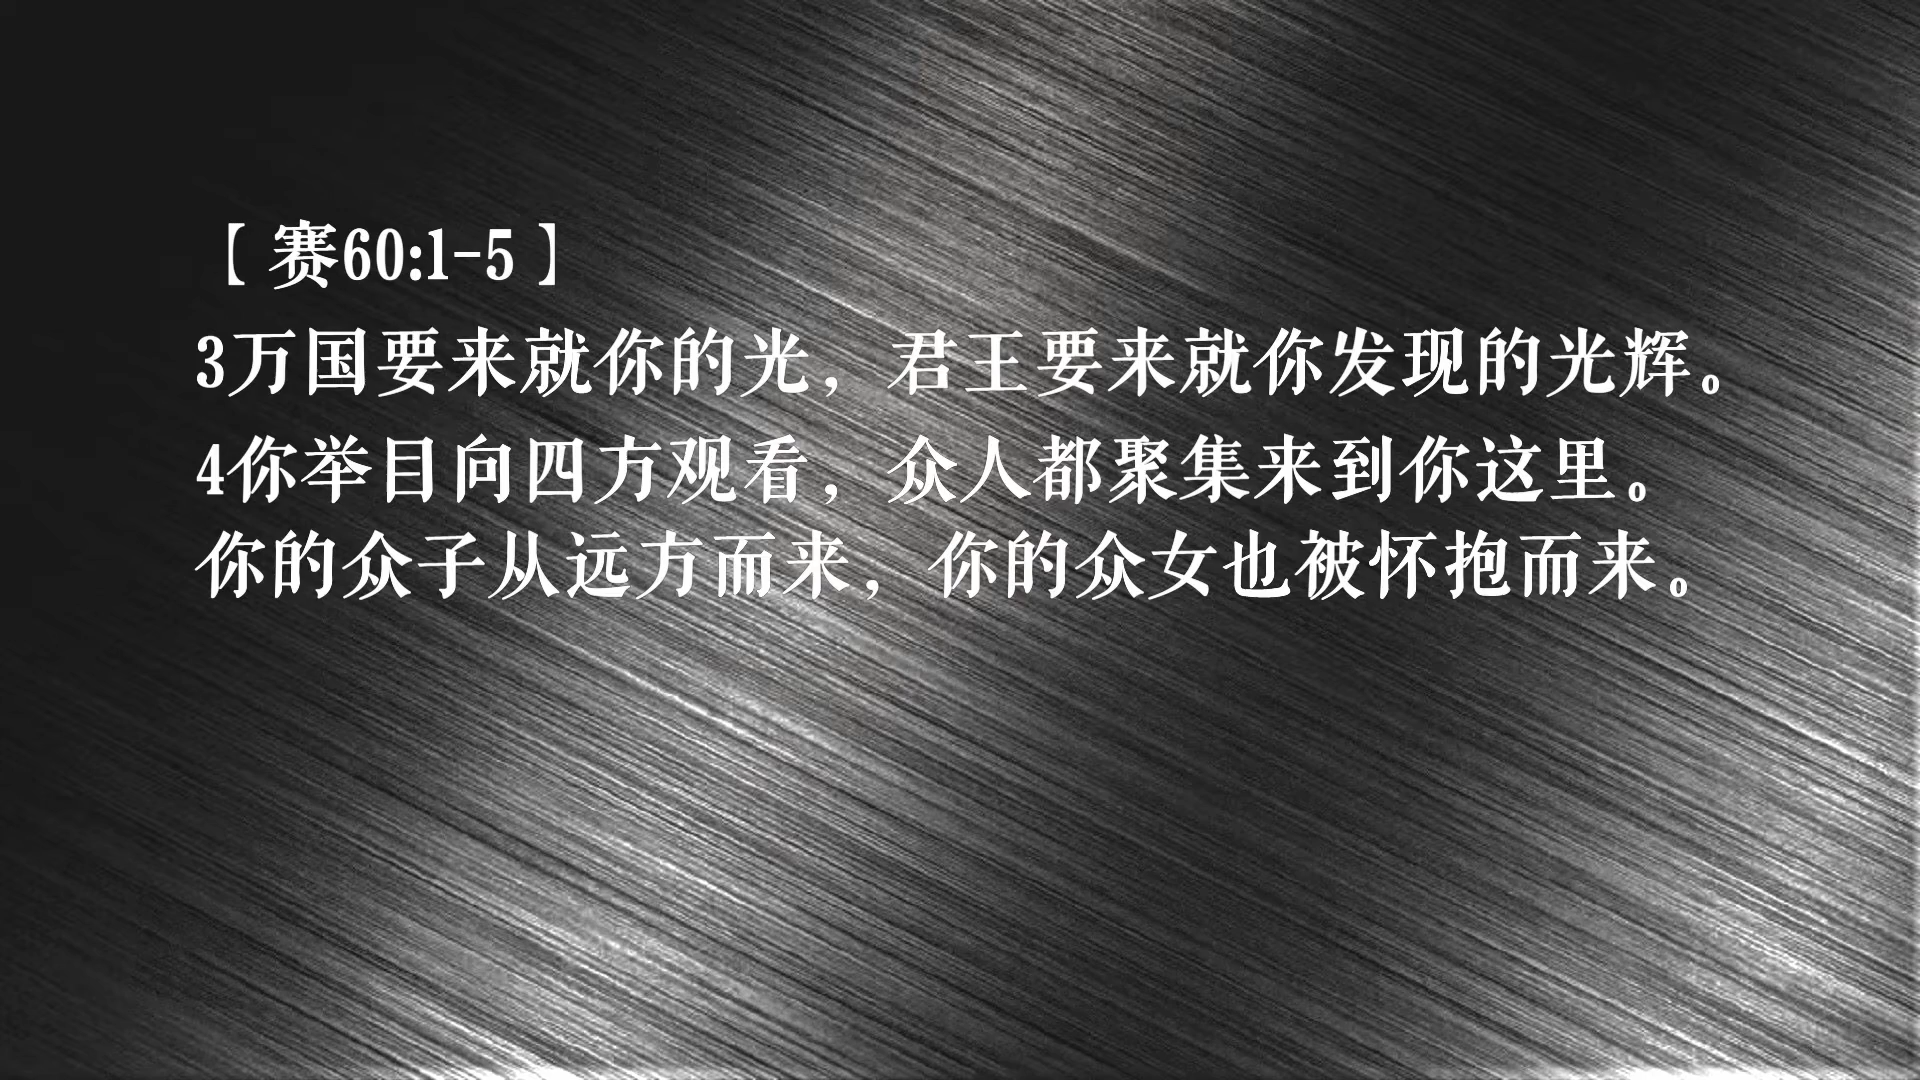 【赛60:1-5】
3万国要来就你的光，君王要来就你发现的光辉。
4你举目向四方观看，众人都聚集来到你这里。
你的众子从远方而来，你的众女也被怀抱而来。